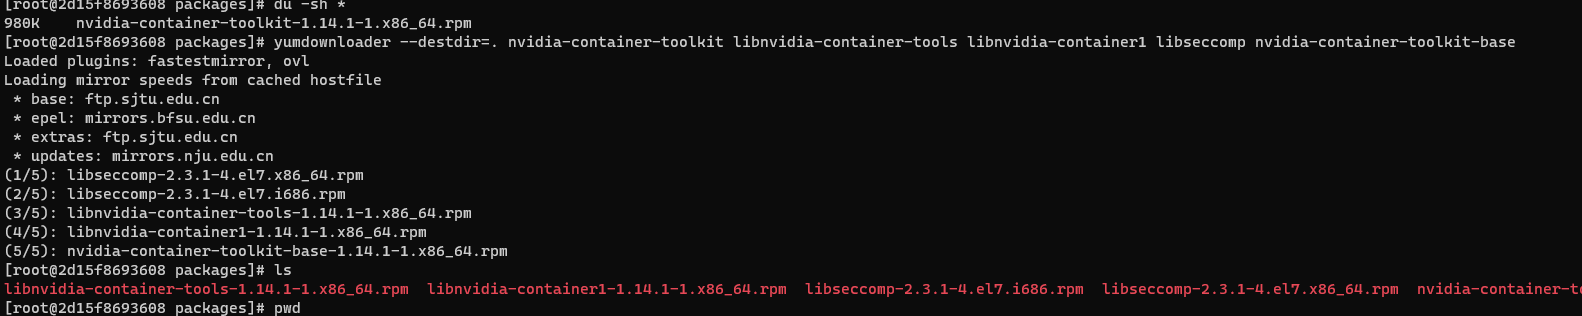 [root@2d15f8693608 packages]# du -sh *
980K    nvidia-container-toolkit-1.14.1-1.x86_64.rpm
[root@2d15f8693608 packages]# yumdownloader --destdir=. nvidia-container-toolkit libnvidia-container-tools libnvidia-container1 libseccomp nvidia-container-toolkit-base
Loaded plugins: fastestmirror, ovl
Loading mirror speeds from cached hostfile
 * base: ftp.sjtu.edu.cn
 * epel: mirrors.bfsu.edu.cn
 * extras: ftp.sjtu.edu.cn
 * updates: mirrors.nju.edu.cn
(1/5): libseccomp-2.3.1-4.el7.x86_64.rpm
(2/5): libseccomp-2.3.1-4.el7.i686.rpm
(3/5): libnvidia-container-tools-1.14.1-1.x86_64.rpm
(4/5): libnvidia-container1-1.14.1-1.x86_64.rpm
(5/5): nvidia-container-toolkit-base-1.14.1-1.x86_64.rpm
[root@2d15f8693608 packages]# ls
libnvidia-container-tools-1.14.1-1.x86_64.rpm  libnvidia-container1-1.14.1-1.x86_64.rpm  libseccomp-2.3.1-4.el7.i686.rpm  libseccomp-2.3.1-4.el7.x86_64.rpm  nvidia-container-t
[root@2d15f8693608 packages]# pwd